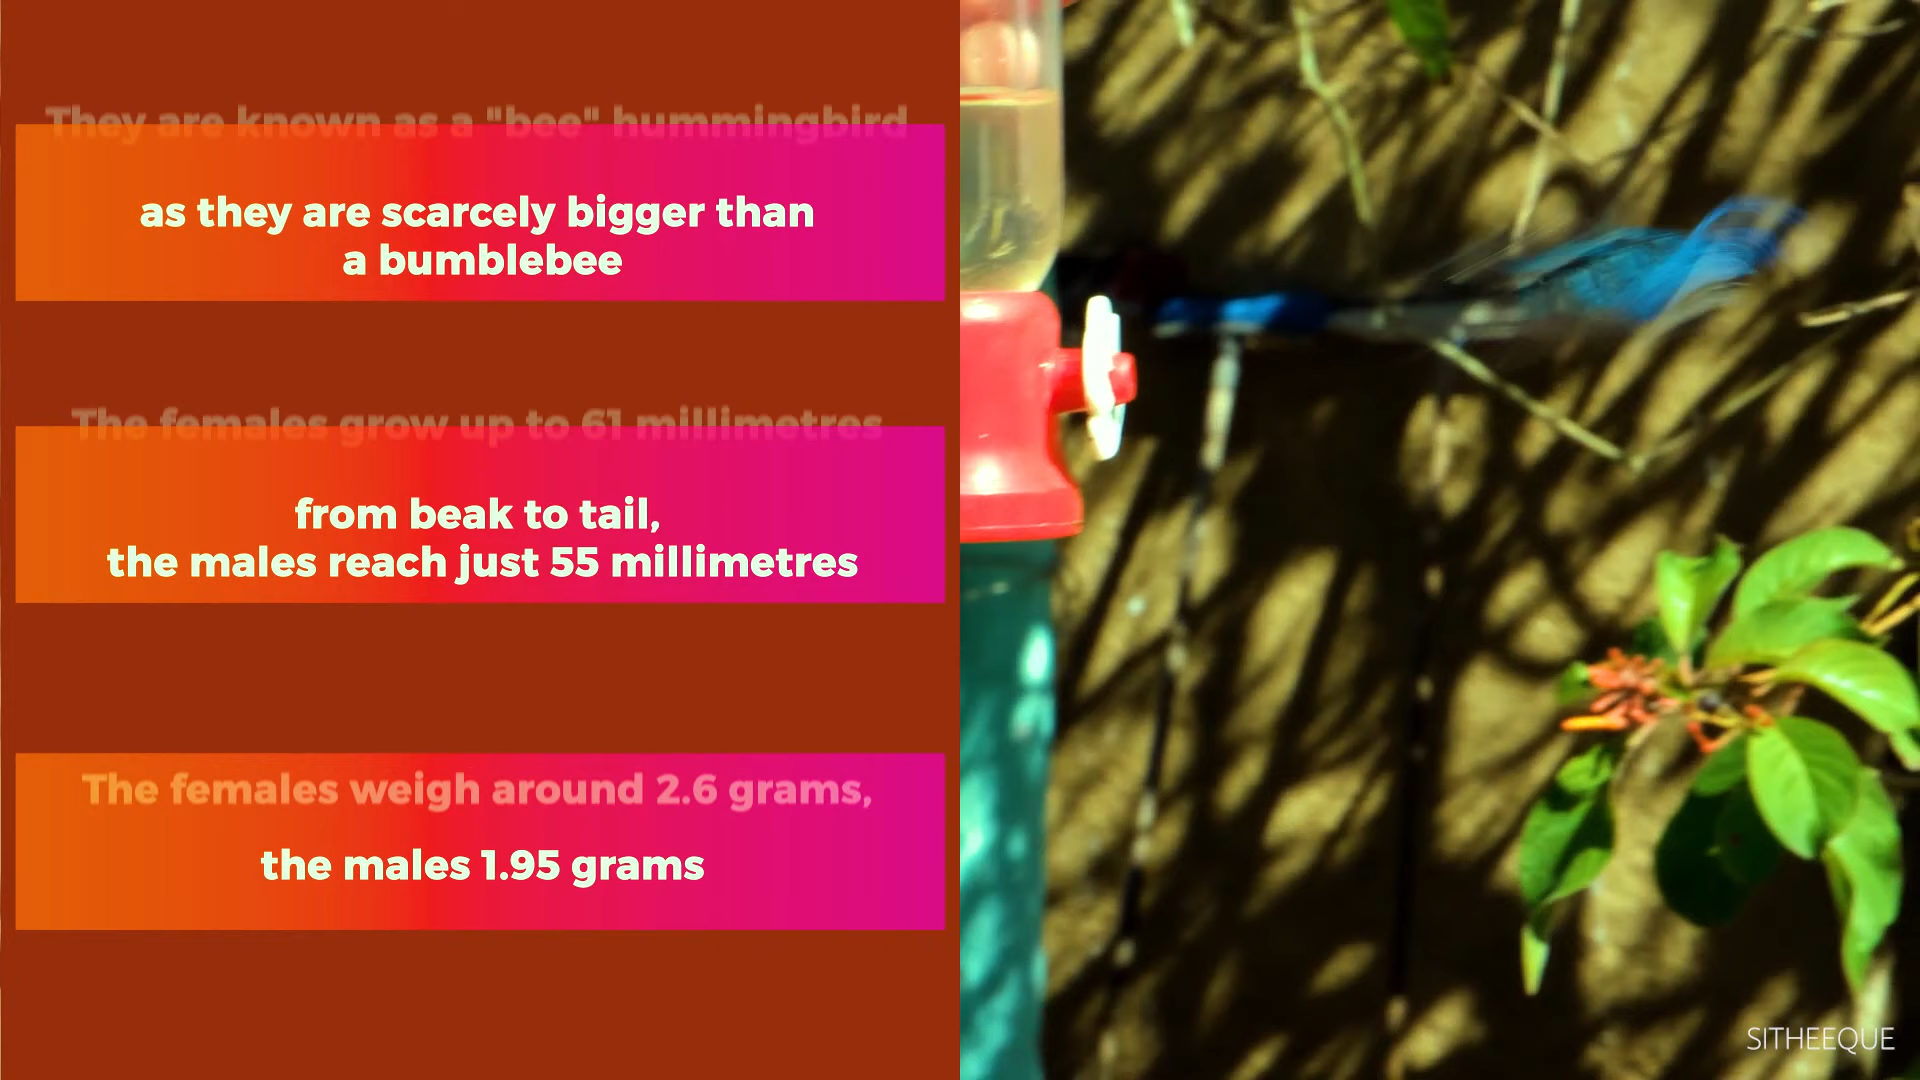 They are known as a "bee" hummingbird
as they are scarcely bigger than
a bumblebee
The females grow up to 61 millimetres
from beak to tail,
the males reach just 55 millimetres
The females weigh around 2.6 grams,
the males 1.95 grams
SITHEEQUE